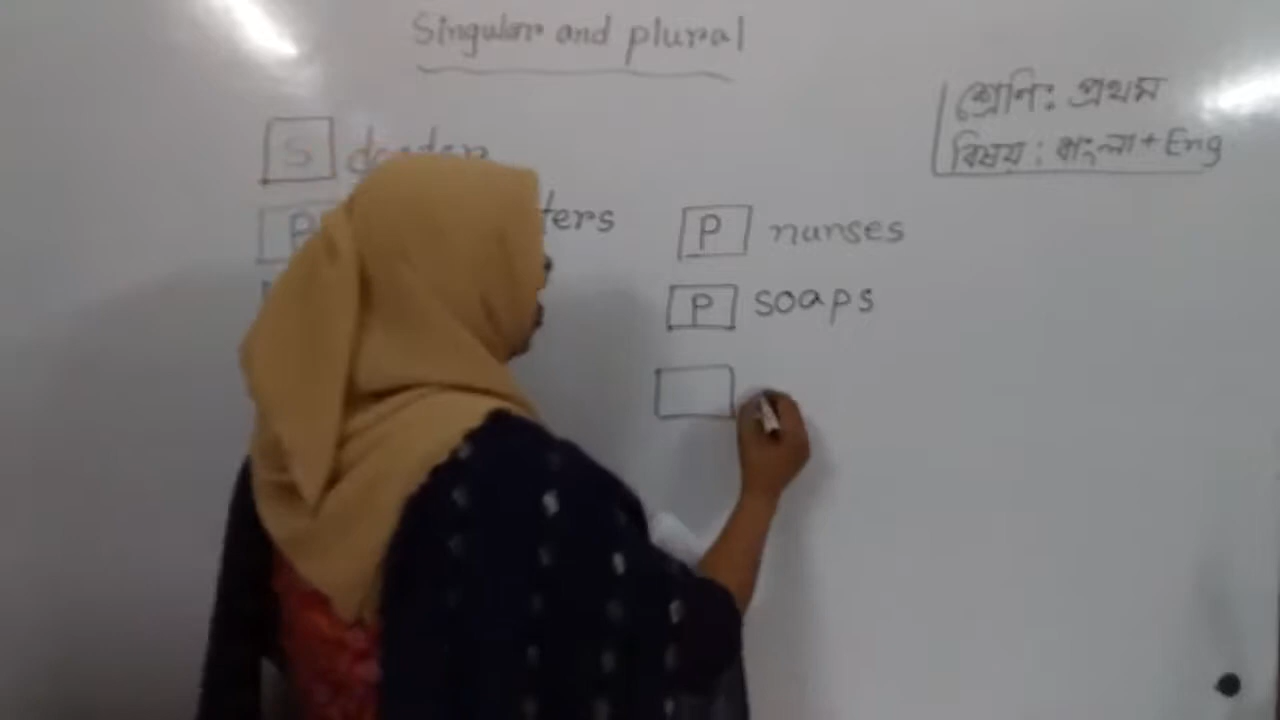 Singular and plural
শ্রেণিঃ প্রথম
বিষয়: বাংলা + Eng
S
P
P nurses
P soaps